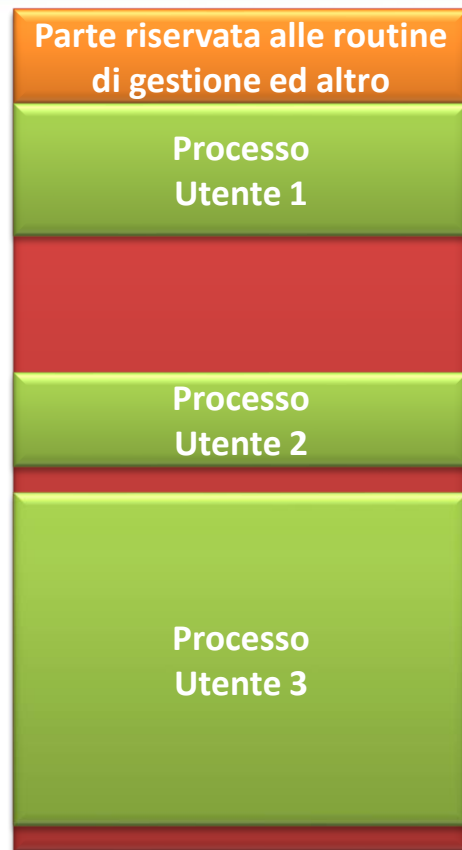 Parte riservata alle routine
di gestione ed altro
Processo
Utente 1
Processo
Utente 2
Processo
Utente 3